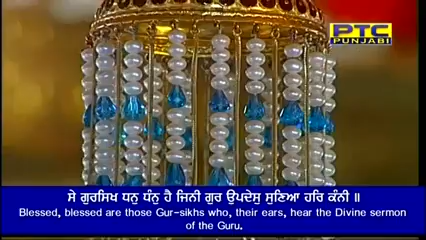 PTC
PUNJABI
ਸੇ ਗੁਰਸਿਖ ਧਨੁ ਧੰਨੁ ਹੈ ਜਿਨੀ ਗੁਰ ਉਪਦੇਸੁ ਸੁਣਿਆ ਹਰਿ ਕੰਨੀ ॥
Blessed, blessed are those Gur-sikhs who, their ears, hear the Divine sermon
of the Guru.